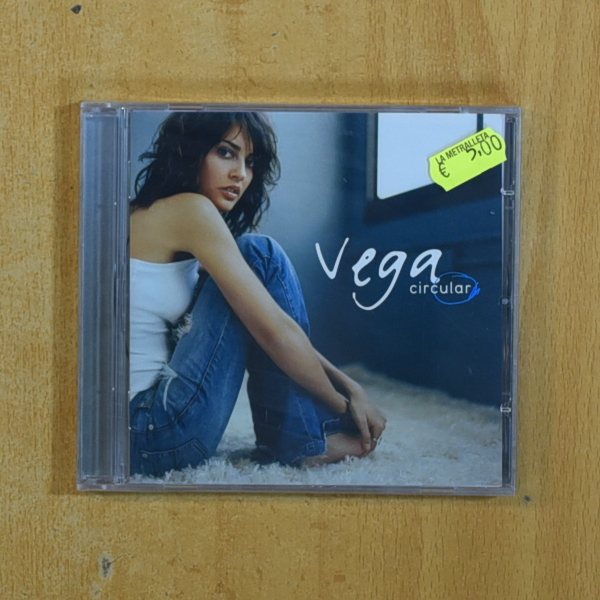 LA METRALLETA
€ 5,00
Vega
circular